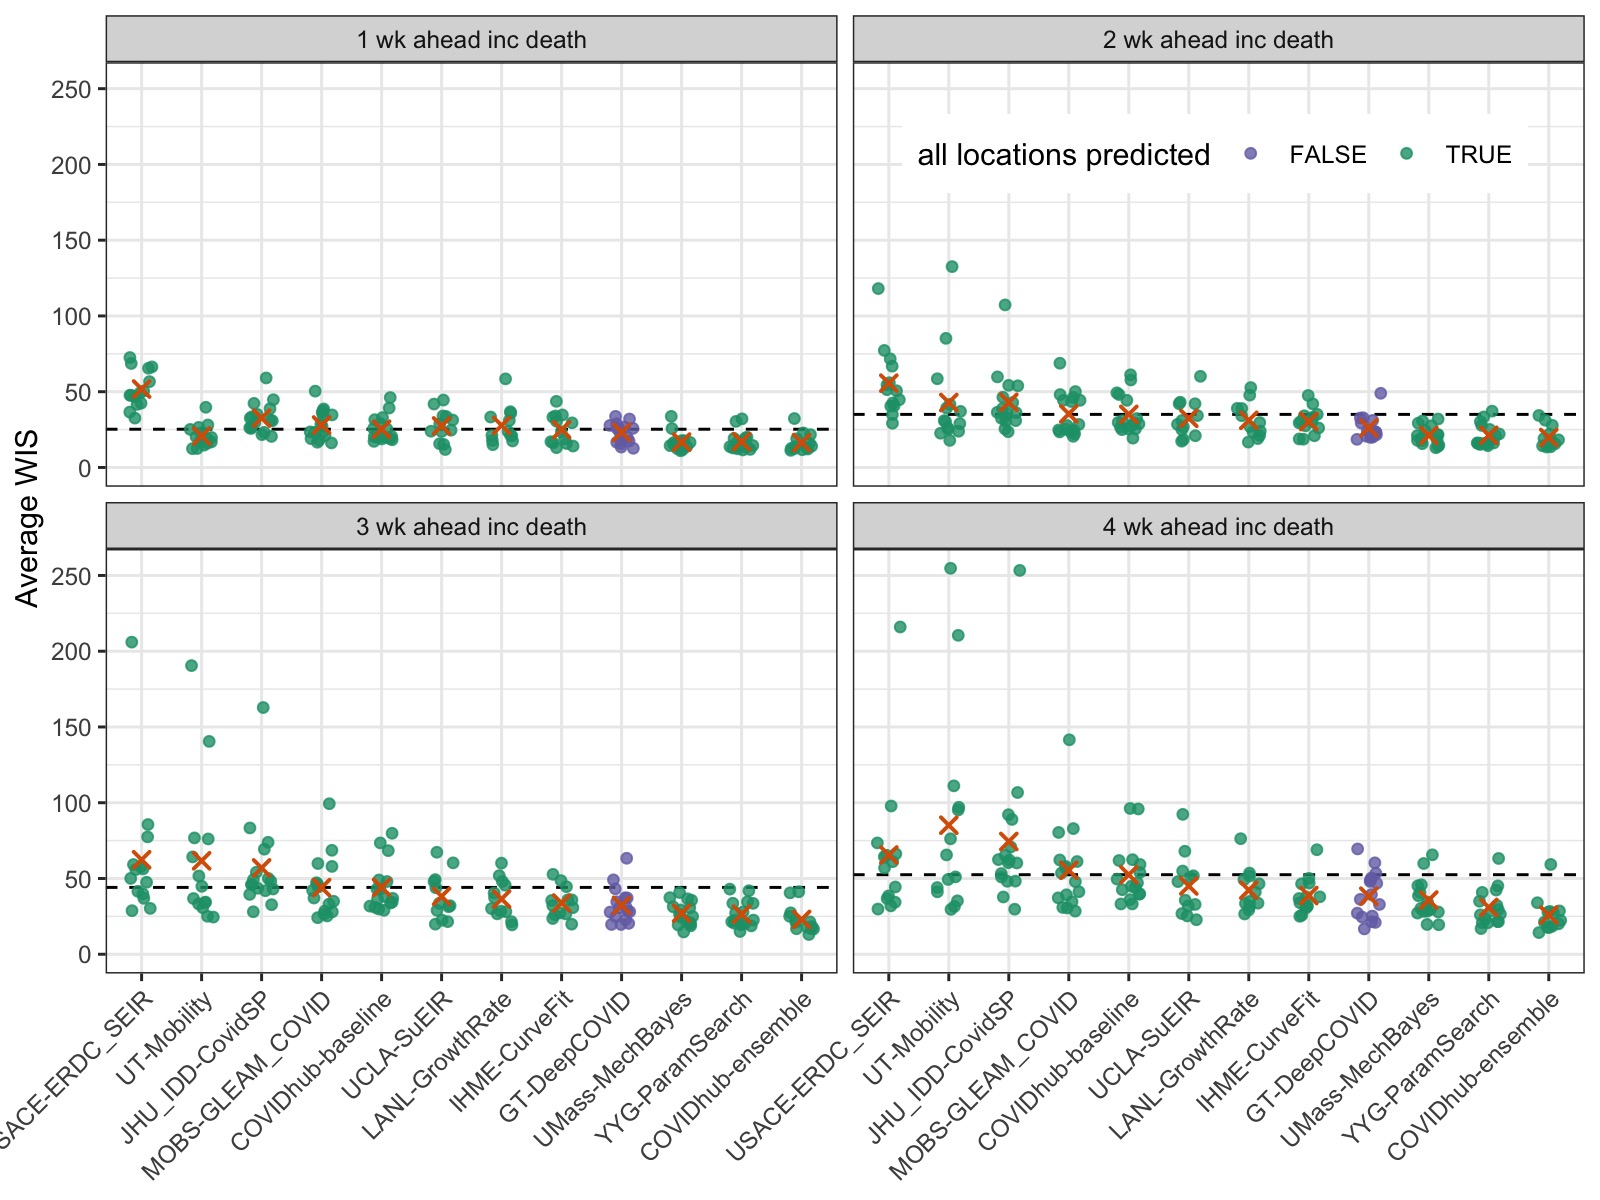 1 wk ahead inc death
2 wk ahead inc death
250
200
150
100
50
0
all locations predicted FALSE TRUE
Average WIS
3 wk ahead inc death
4 wk ahead inc death
250
200
150
100
50
0
SACE-ERDC_SEIR
UT-Mobility
JHU_IDD-CovidSP
MOBS-GLEAM_COVID
COVIDhub-baseline
UCLA-SuEIR
LANL-GrowthRate
IHME-CurveFit
GT-DeepCOVID
UMass-MechBayes
YYG-ParamSearch
COVIDhub-ensemble
USACE-ERDC_SEIR
UT-Mobility
JHU_IDD-CovidSP
MOBS-GLEAM_COVID
COVIDhub-baseline
UCLA-SuEIR
LANL-GrowthRate
IHME-CurveFit
GT-DeepCOVID
UMass-MechBayes
YYG-ParamSearch
COVIDhub-ensemble